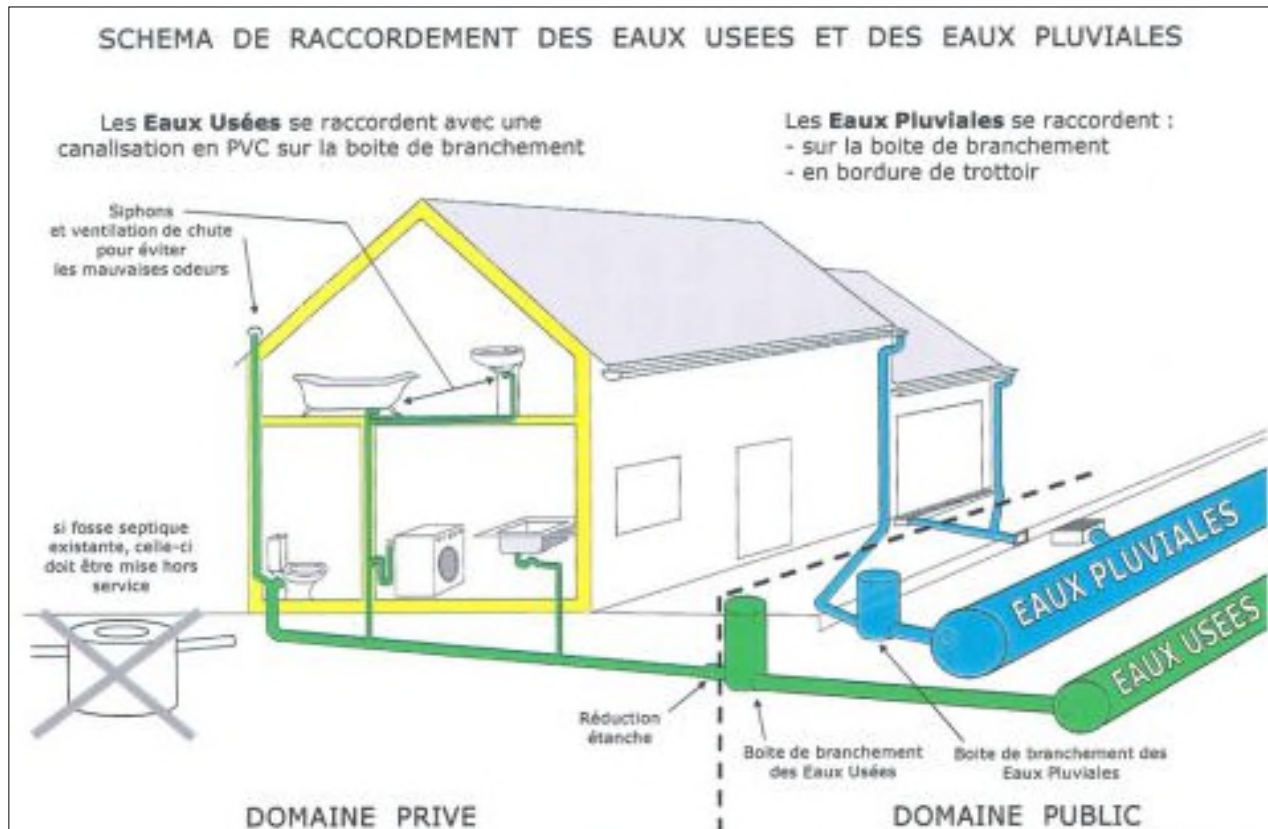 SCHEMA DE RACCORDEMENT DES EAUX USEES ET DES EAUX PLUVIALES
Les Eaux Usées se raccordent avec une
canalisation en PVC sur la boite de branchement
Les Eaux Pluviales se raccordent :
- sur la boite de branchement
- en bordure de trottoir
Siphons
et ventilation de chute
pour éviter
les mauvaises odeurs
si fosse septique
existante, celle-ci
doit être mise hors
service
EAUX PLUVIALES
EAUX USEES
Réduction
étanche
Boite de branchement
des Eaux Usées
Boite de branchement des
Eaux Pluviales
DOMAINE PRIVE
DOMAINE PUBLIC